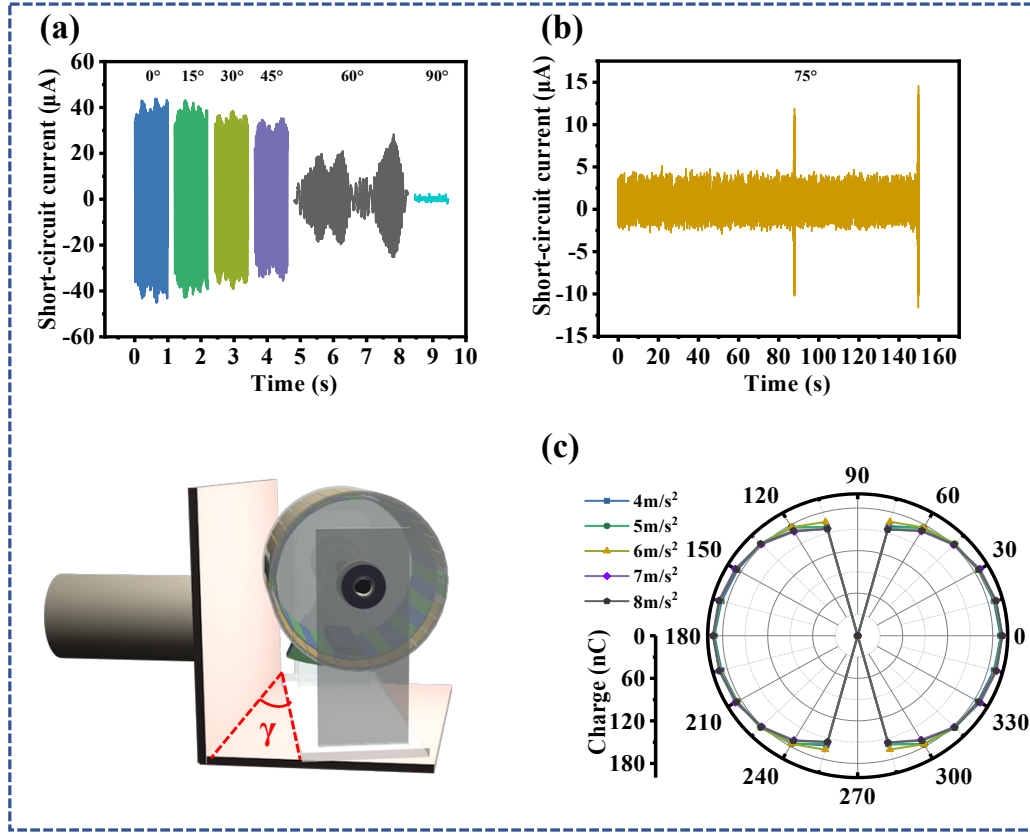 (a)
60
40
20
0
-20
-40
-60
0° 15° 30° 45° 60° 90°
Short-circuit current (μA)
0 1 2 3 4 5 6 7 8 9 10
Time (s)
(b)
15
10
5
0
-5
-10
-15
75°
Short-circuit current (μA)
0 20 40 60 80 100 120 140 160
Time (s)
γ
(c)
4m/s²
5m/s²
6m/s²
7m/s²
8m/s²
90
120 60
150 30
180 0
210 330
240 300
270
0
60
120
180
Charge (nC)